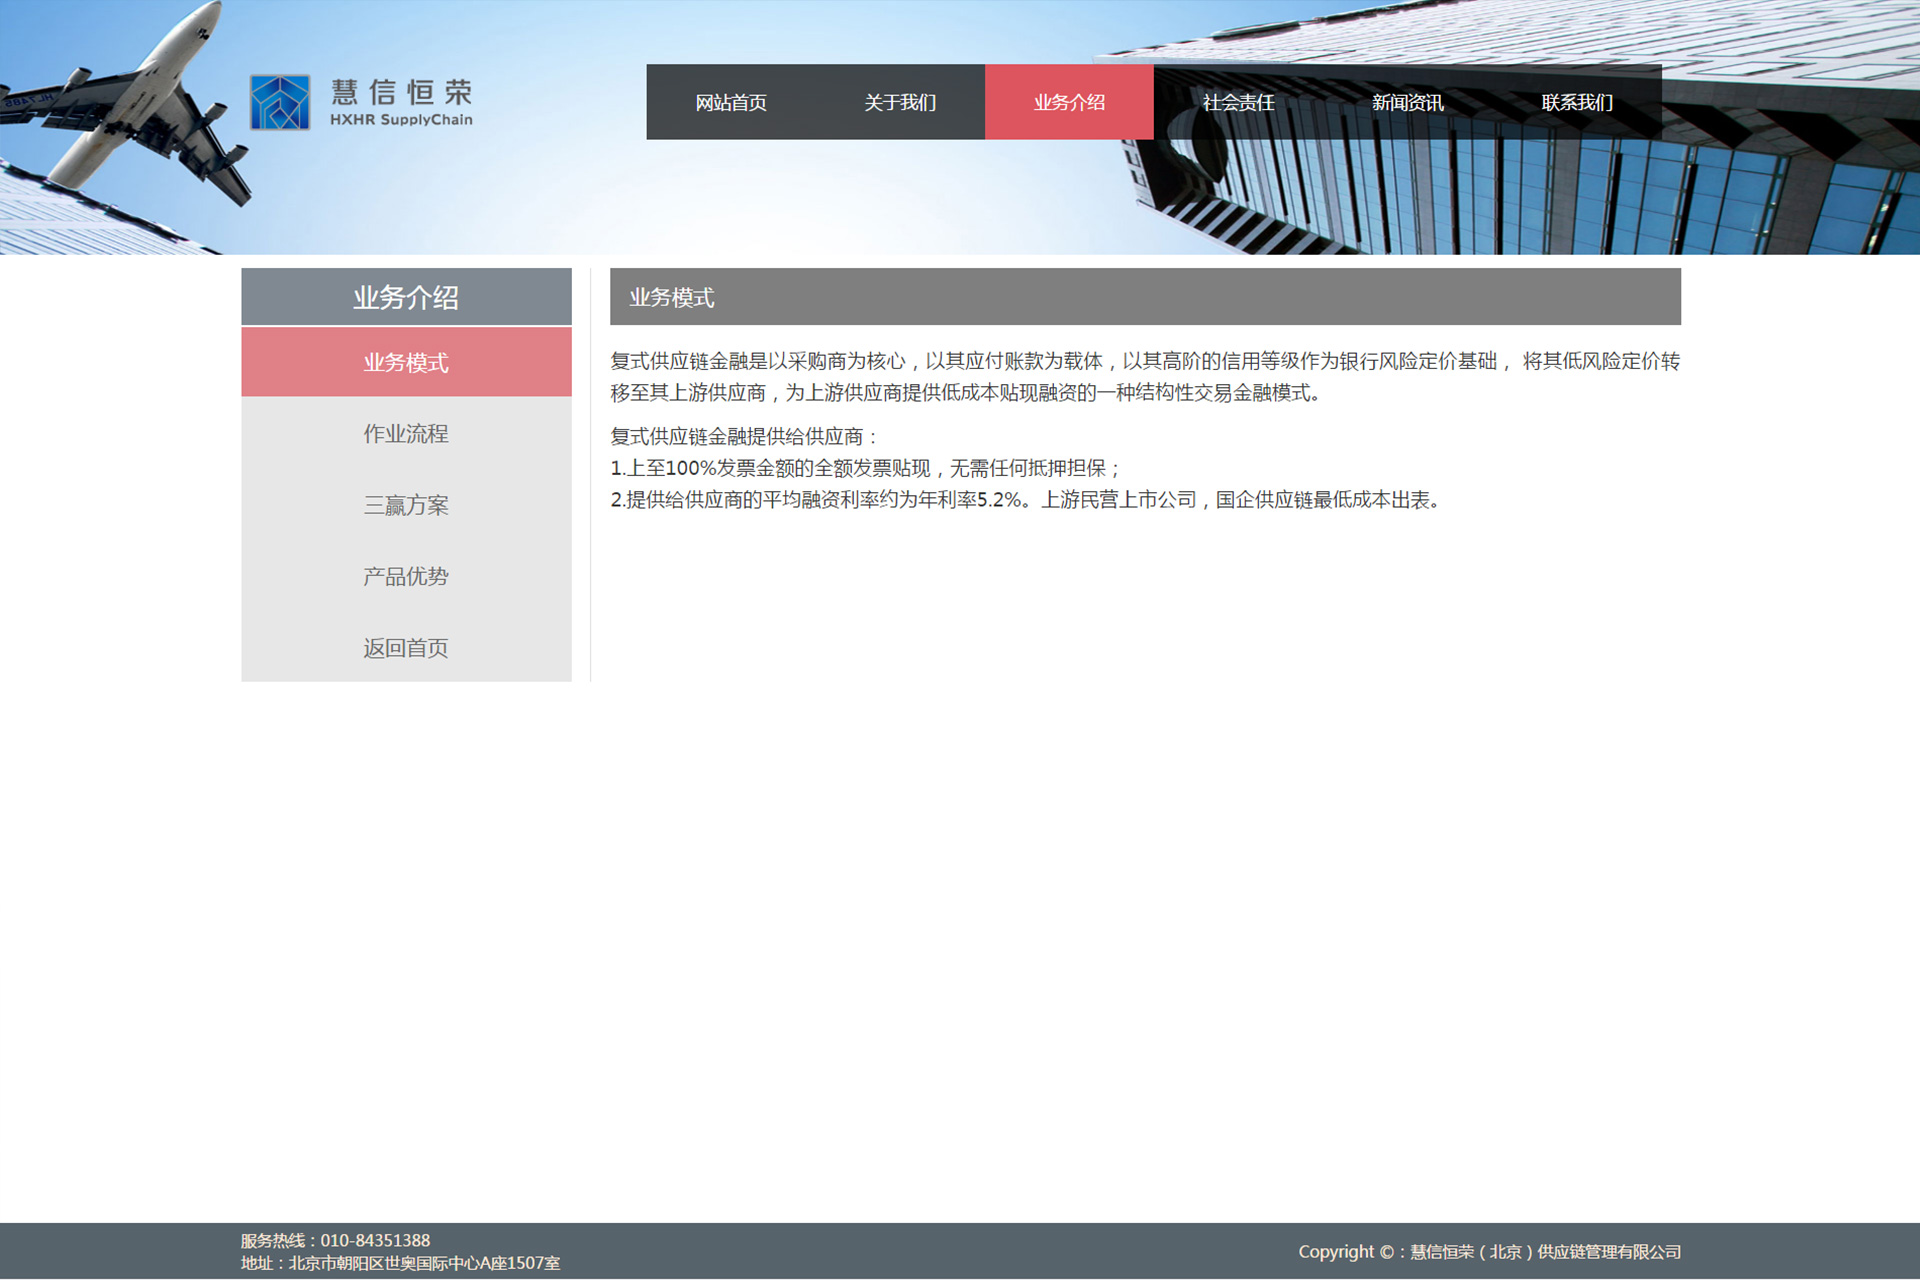 慧信恒荣
HXHR SupplyChain
网站首页
关于我们
业务介绍
社会责任
新闻资讯
联系我们
业务介绍
业务模式
作业流程
三赢方案
产品优势
返回首页
业务模式
复式供应链金融是以采购商为核心，以其应付账款为载体，以其高阶的信用等级作为银行风险定价基础， 将其低风险定价转
移至其上游供应商，为上游供应商提供低成本贴现融资的一种结构性交易金融模式。
复式供应链金融提供给供应商：
1.上至100%发票金额的全额发票贴现，无需任何抵押担保；
2.提供给供应商的平均融资利率约为年利率5.2%。上游民营上市公司，国企供应链最低成本出表。
服务热线：010-84351388
地址：北京市朝阳区世奥国际中心A座1507室
Copyright ©：慧信恒荣（北京）供应链管理有限公司